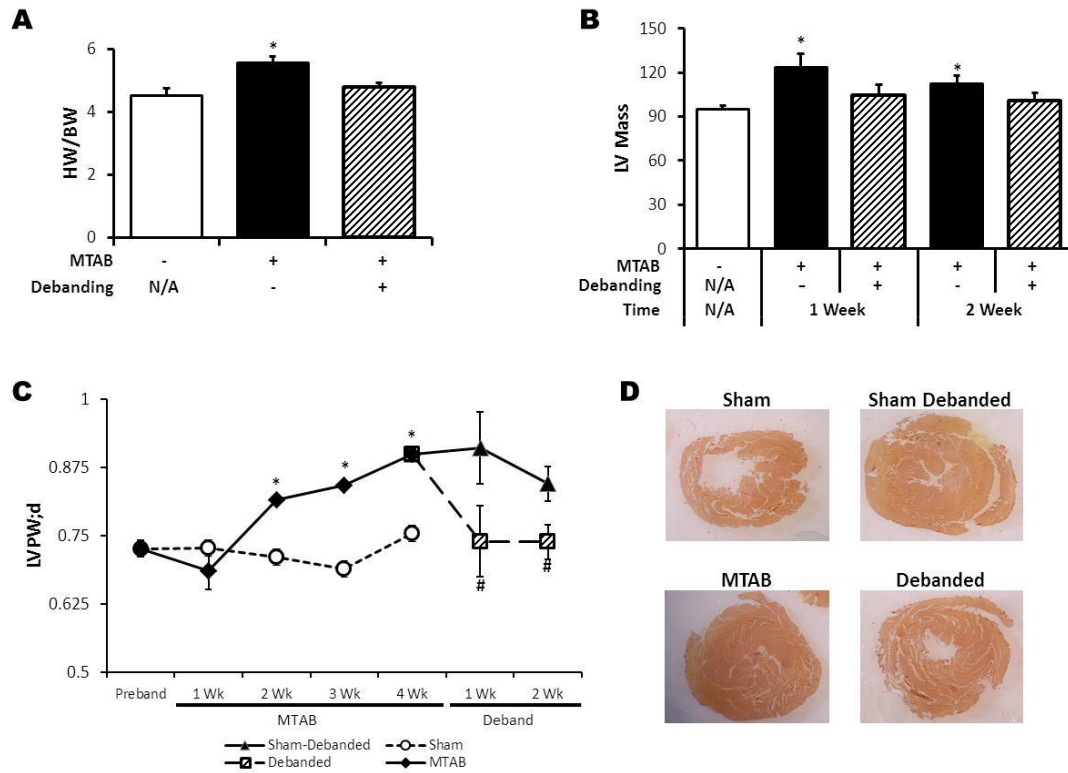 A
6
4
2
0
HW/BW
*
MTAB - + +
Debanding N/A - +
B
150
120
90
60
30
0
LV Mass
* *
MTAB - + + + +
Debanding N/A - + - +
Time N/A 1 Week 2 Week
C
1
0.875
0.75
0.625
0.5
LVPW;d
* * *
# #
Preband 1 Wk 2 Wk 3 Wk 4 Wk 1 Wk 2 Wk
MTAB Deband
Sham-Debanded Sham
Debanded MTAB
D
Sham Sham Debanded
MTAB Debanded